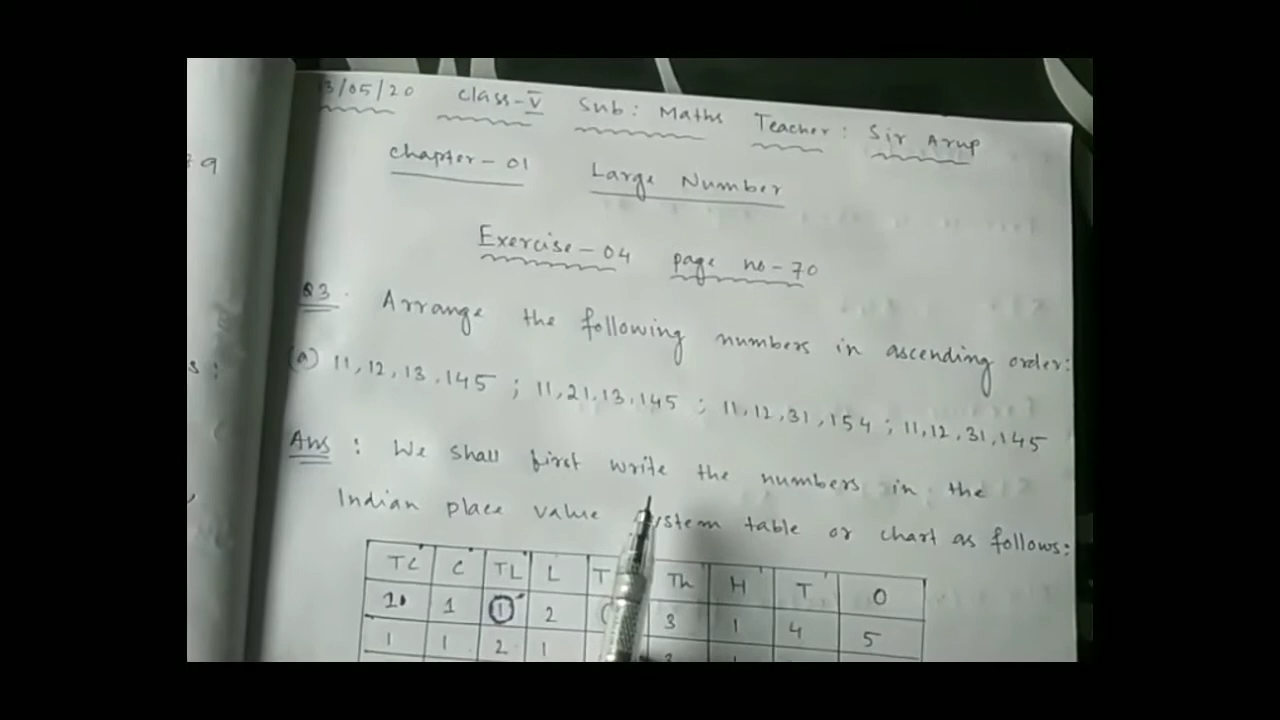 3/05/20 Class-V Sub: Maths Teacher: Sir Arup
79
Chapter-01 Large Number
Exercise-04 page no-70
Q3. Arrange the following numbers in ascending order:
(a) 11,12,13,145 ; 11,21,13,145 ; 11,12,31,154 ; 11,12,31,145
s:
Ans: We shall first write the numbers in the
Indian place value system table or chart as follows:
TC C TL L T Th H T O
1 1 2 3 1 4 5
1 1 2 1